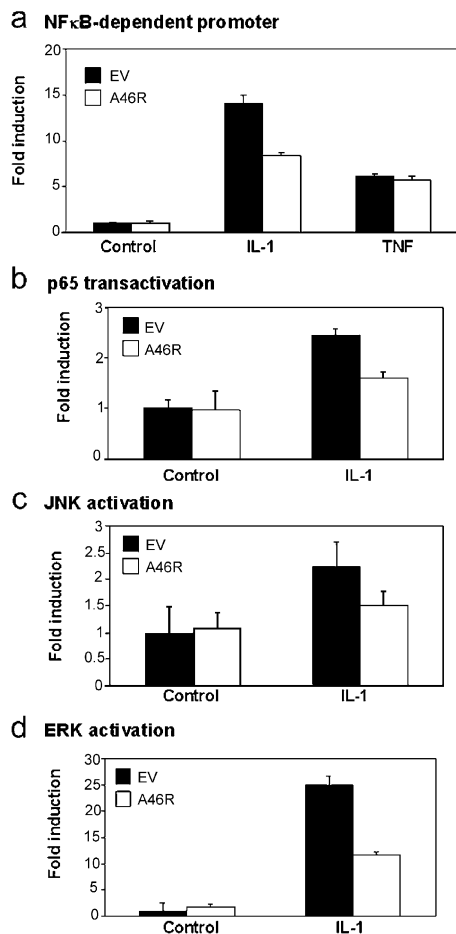 a NFκB-dependent promoter
20
15
10
5
0
Fold induction
EV
A46R
Control IL-1 TNF
b p65 transactivation
3
2
1
0
Fold induction
EV
A46R
Control IL-1
c JNK activation
3
2.5
2
1.5
1
0.5
0
Fold induction
EV
A46R
Control IL-1
d ERK activation
30
25
20
15
10
5
0
Fold induction
EV
A46R
Control IL-1